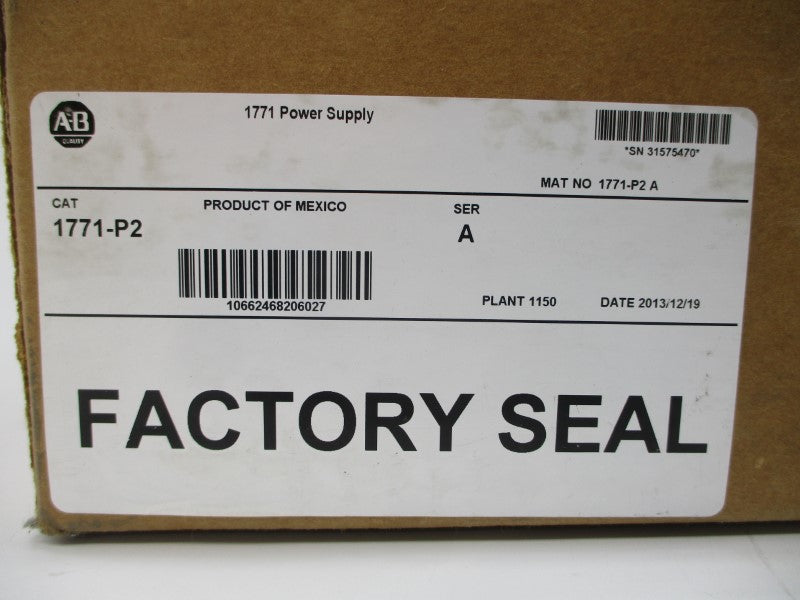 A-B
QUALITY
1771 Power Supply
*SN 31575470*
MAT NO 1771-P2 A
CAT
1771-P2
PRODUCT OF MEXICO
SER
A
10662468206027
PLANT 1150
DATE 2013/12/19
FACTORY SEAL